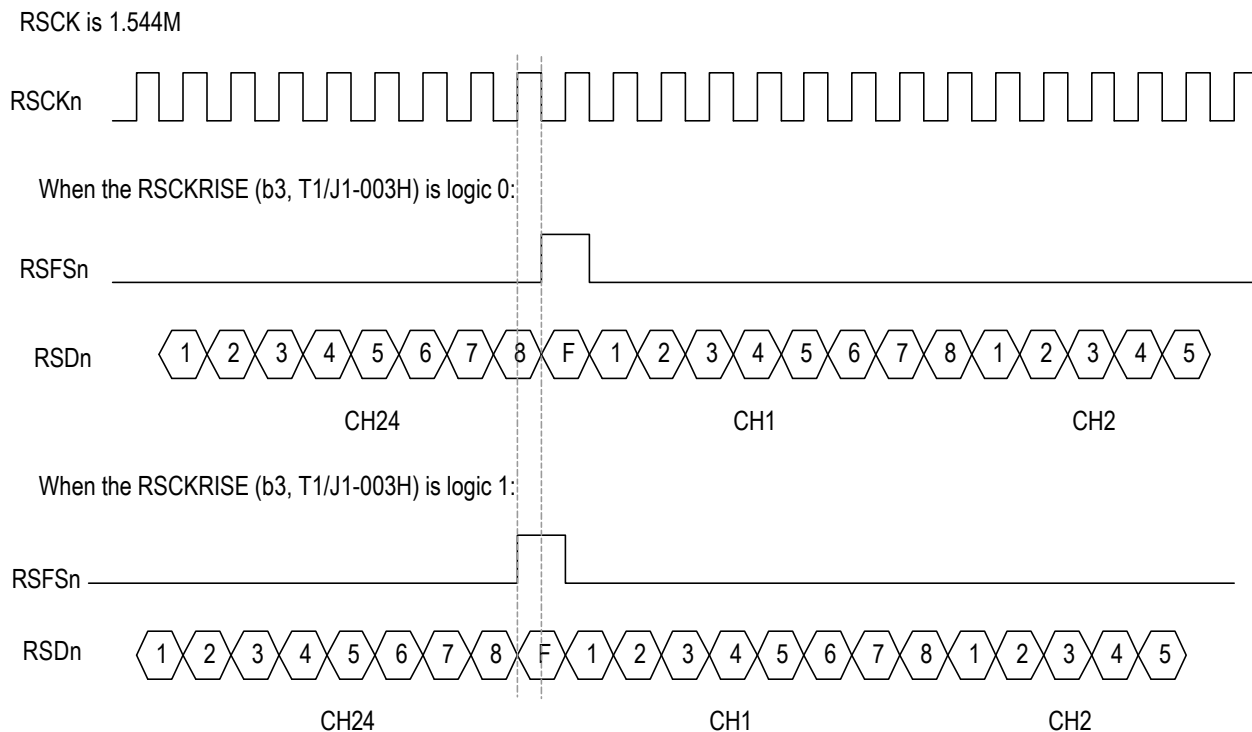 RSCK is 1.544M
RSCKn
When the RSCKRISE (b3, T1/J1-003H) is logic 0:
RSFSn
RSDn 1 2 3 4 5 6 7 8 F 1 2 3 4 5 6 7 8 1 2 3 4 5
CH24 CH1 CH2
When the RSCKRISE (b3, T1/J1-003H) is logic 1:
RSFSn
RSDn 1 2 3 4 5 6 7 8 F 1 2 3 4 5 6 7 8 1 2 3 4 5
CH24 CH1 CH2